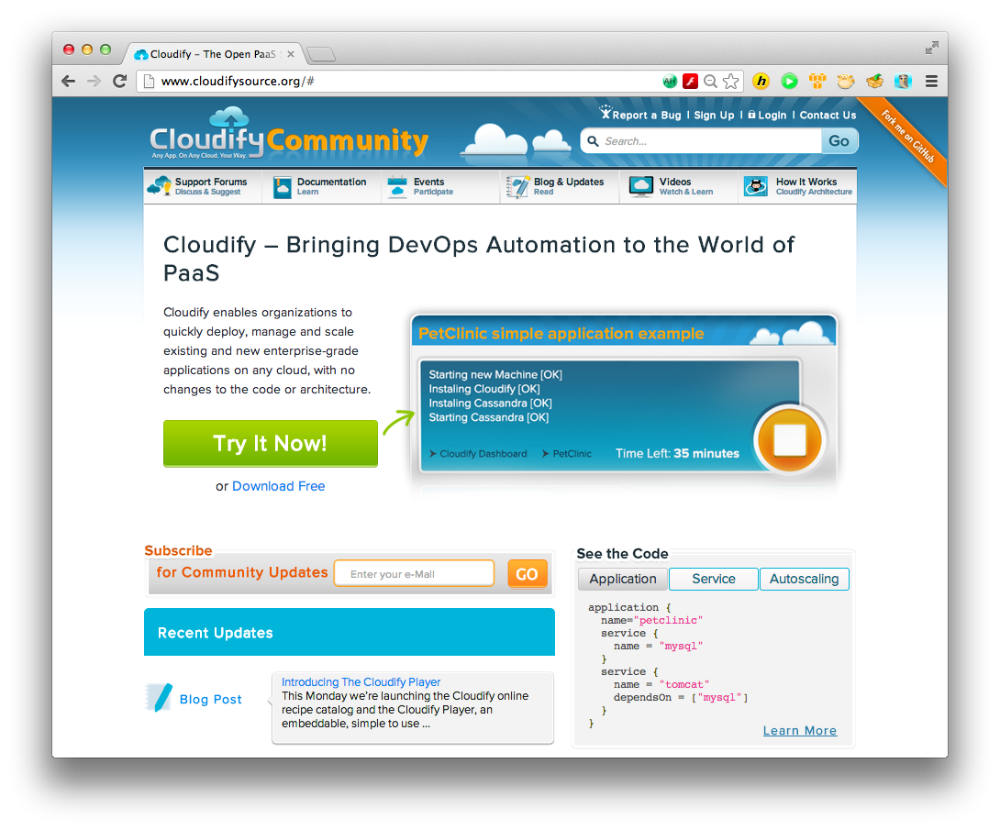 Cloudify – The Open PaaS
www.cloudifysource.org/#
Report a Bug | Sign Up | Login | Contact Us
Fork me on GitHub
CloudifyCommunity
Any App. On Any Cloud. Your Way.
Search...
Go
Support Forums
Discuss & Suggest
Documentation
Learn
Events
Participate
Blog & Updates
Read
Videos
Watch & Learn
How It Works
Cloudify Architecture
Cloudify – Bringing DevOps Automation to the World of
PaaS
Cloudify enables organizations to
quickly deploy, manage and scale
existing and new enterprise-grade
applications on any cloud, with no
changes to the code or architecture.
Try It Now!
or Download Free
PetClinic simple application example
Starting new Machine [OK]
Instaling Cloudify [OK]
Instaling Cassandra [OK]
Starting Cassandra [OK]
Cloudify Dashboard
PetClinic
Time Left: 35 minutes
Subscribe
for Community Updates
Enter your e-Mail
GO
Recent Updates
Blog Post
Introducing The Cloudify Player
This Monday we're launching the Cloudify online
recipe catalog and the Cloudify Player, an
embeddable, simple to use ...
See the Code
Application
Service
Autoscaling
application {
name="petclinic"
service {
name = "mysql"
}
service {
name = "tomcat"
dependsOn = ["mysql"]
}
}
Learn More